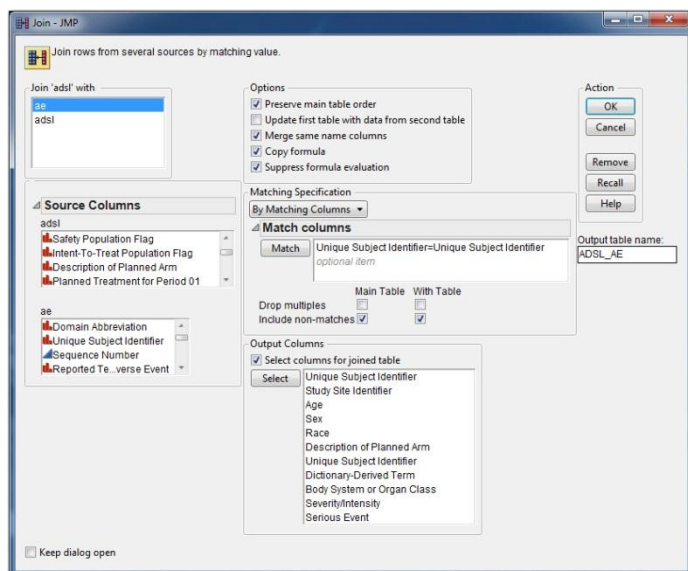 Join - JMP
Join rows from several sources by matching value.
Join 'adsl' with
ae
adsl
Source Columns
adsl
Safety Population Flag
Intent-To-Treat Population Flag
Description of Planned Arm
Planned Treatment for Period 01
ae
Domain Abbreviation
Unique Subject Identifier
Sequence Number
Reported Te...verse Event
Options
Preserve main table order
Update first table with data from second table
Merge same name columns
Copy formula
Suppress formula evaluation
Matching Specification
By Matching Columns
Match columns
Match
Unique Subject Identifier=Unique Subject Identifier
optional item
Main Table With Table
Drop multiples
Include non-matches
Output Columns
Select columns for joined table
Select
Unique Subject Identifier
Study Site Identifier
Age
Sex
Race
Description of Planned Arm
Unique Subject Identifier
Dictionary-Derived Term
Body System or Organ Class
Severity/Intensity
Serious Event
Action
OK
Cancel
Remove
Recall
Help
Output table name:
ADSL_AE
Keep dialog open